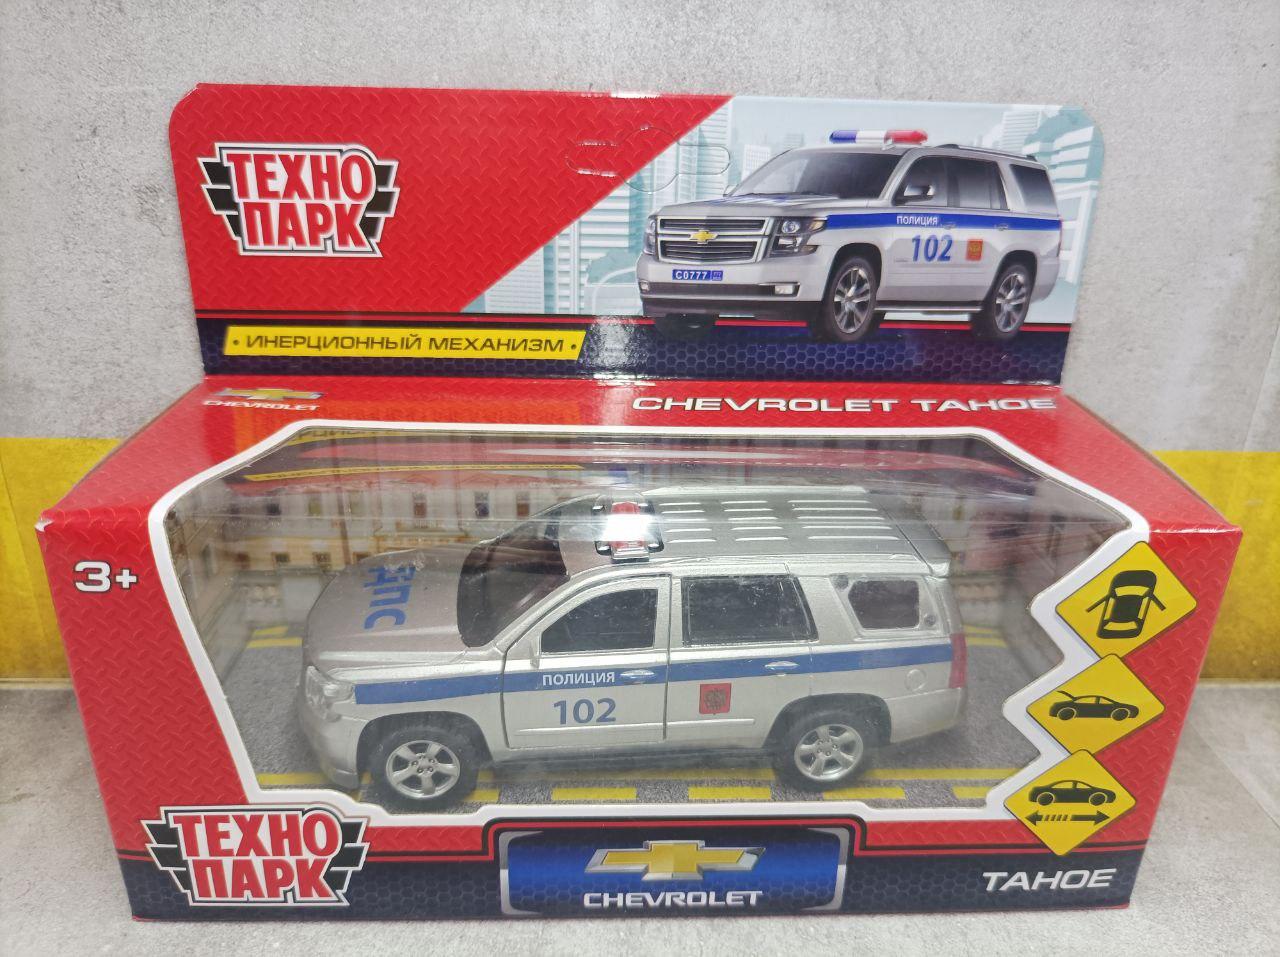 ТЕХНО
ПАРК
ПОЛИЦИЯ
102
С0777
• ИНЕРЦИОННЫЙ МЕХАНИЗМ •
CHEVROLET
CHEVROLET TAHOE
3+
ДПС
ПОЛИЦИЯ
102
ТЕХНО
ПАРК
CHEVROLET
TAHOE